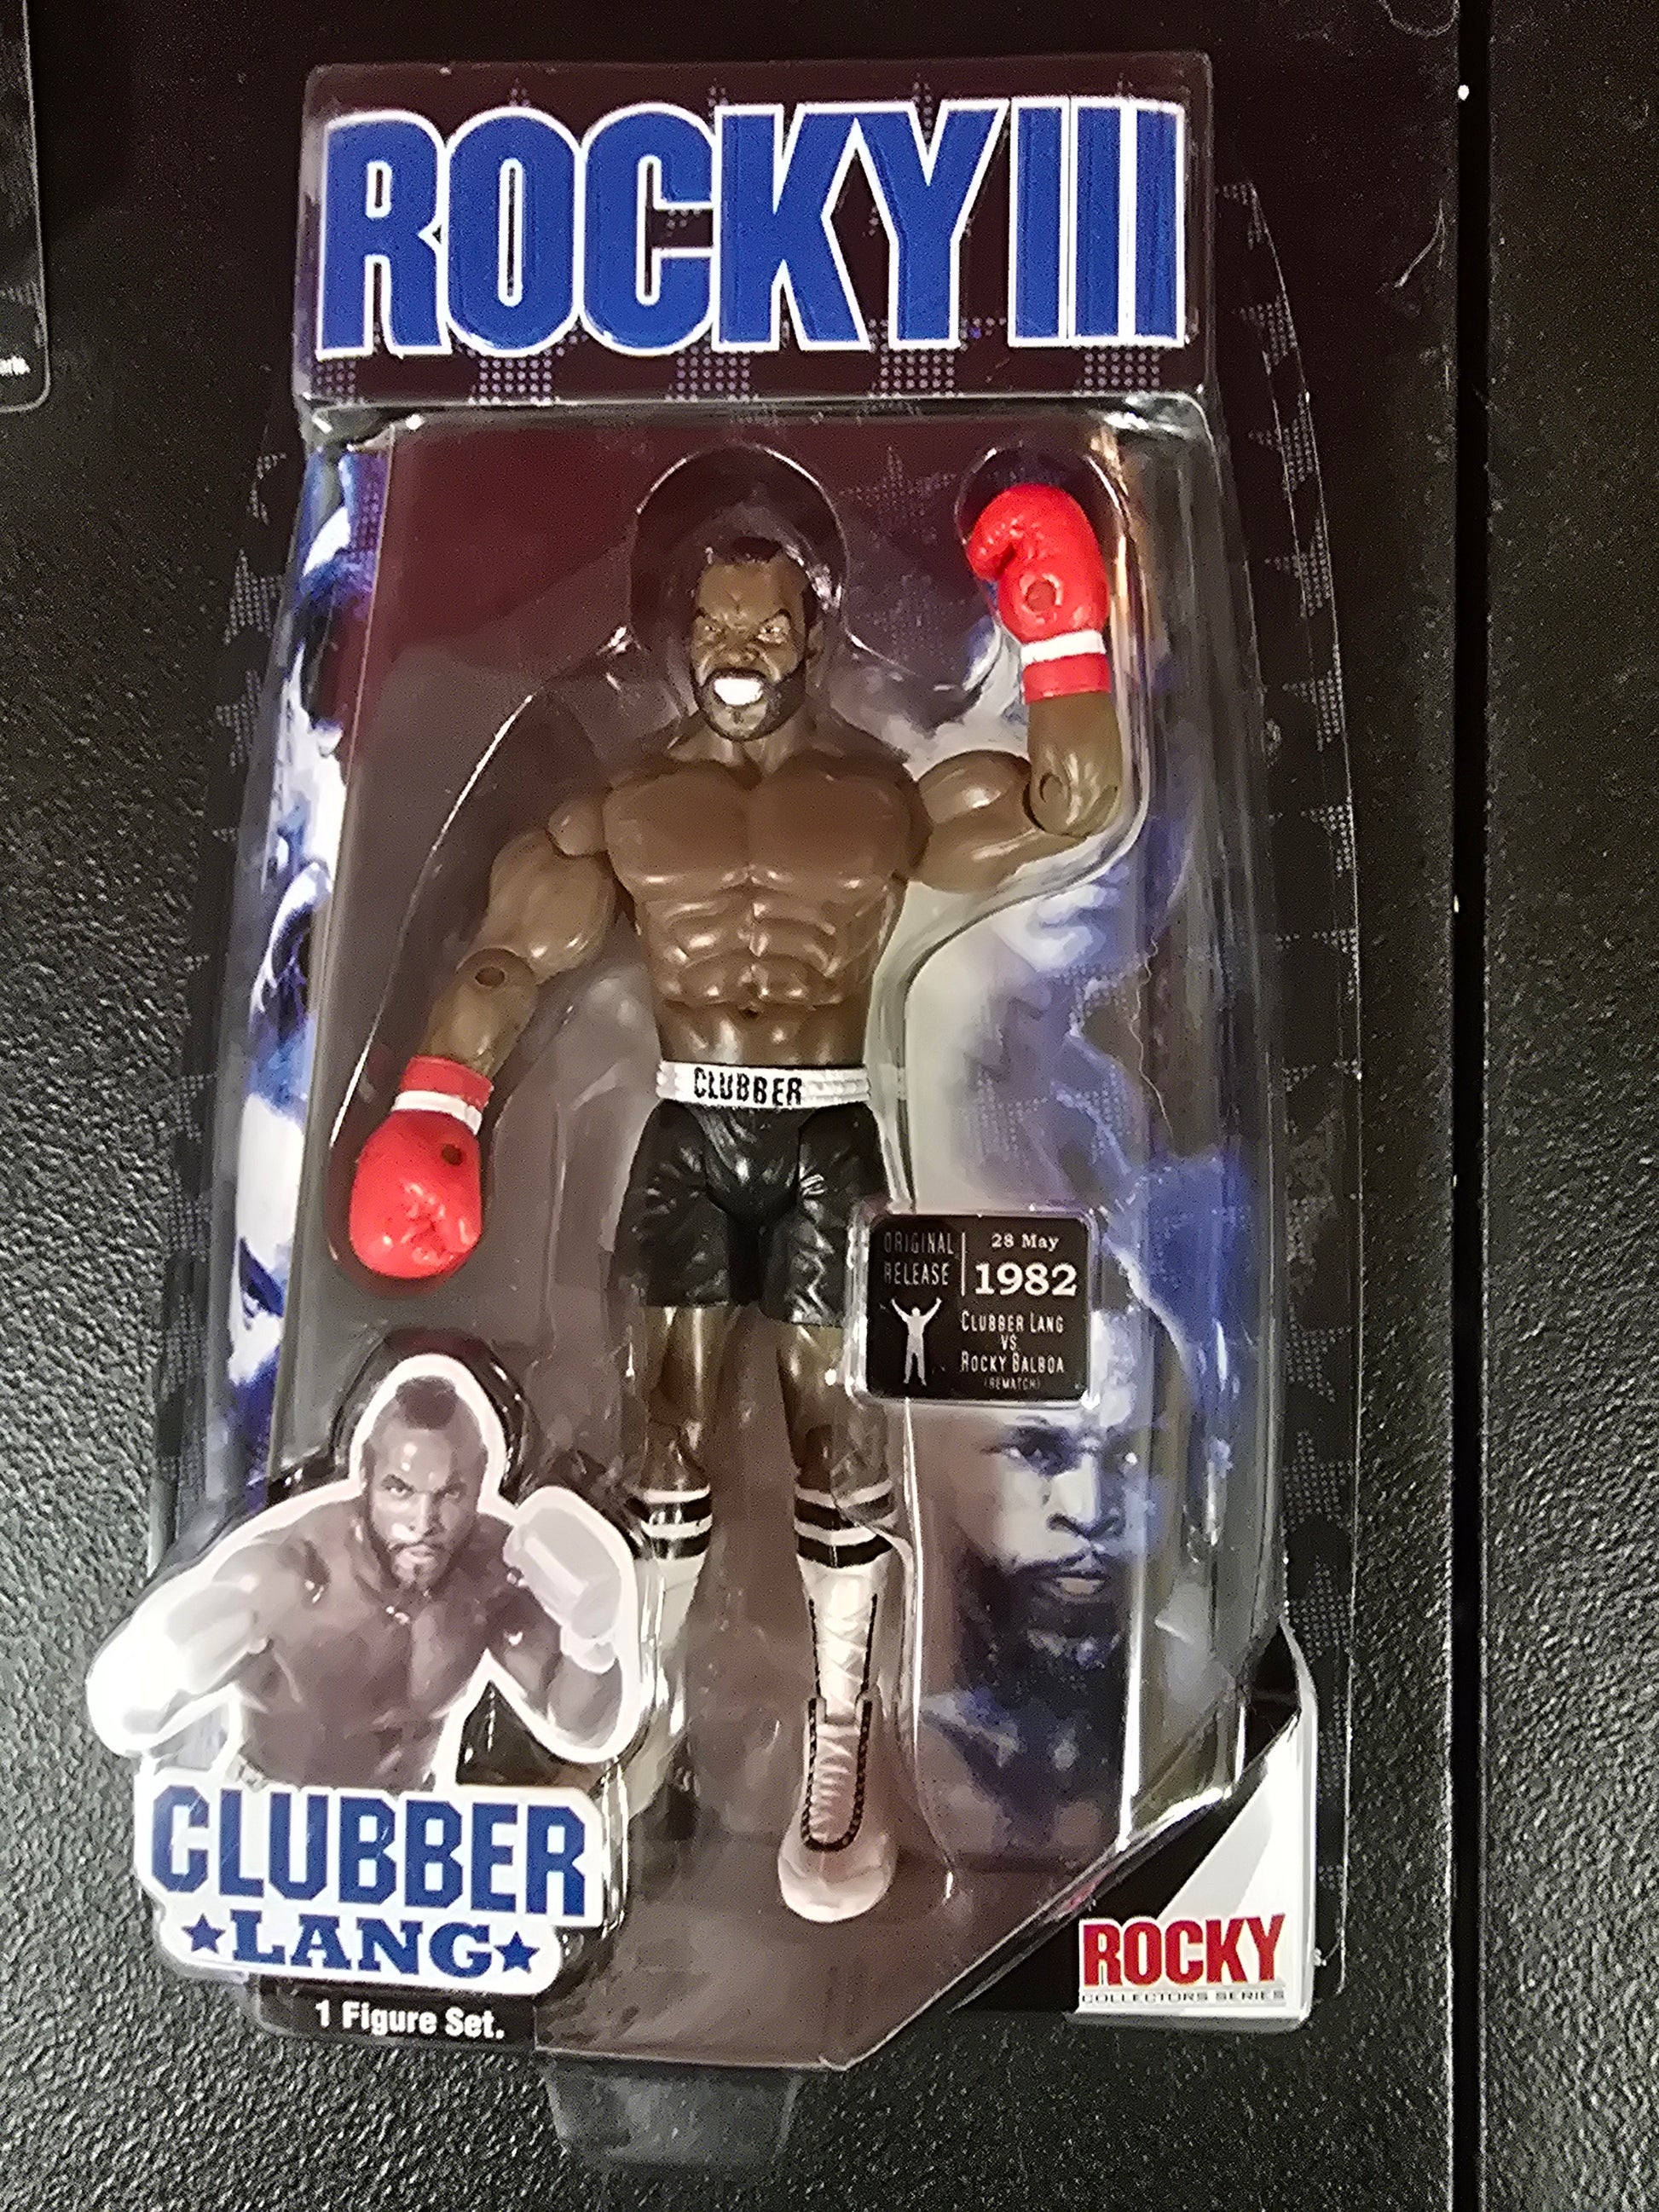 ROCKY III
CLUBBER
ORIGINAL
RELEASE
28 May
1982
CLUBBER LANG
VS
ROCKY BALBOA
(REMATCH)
CLUBBER
LANG
1 Figure Set.
ROCKY
COLLECTORS SERIES